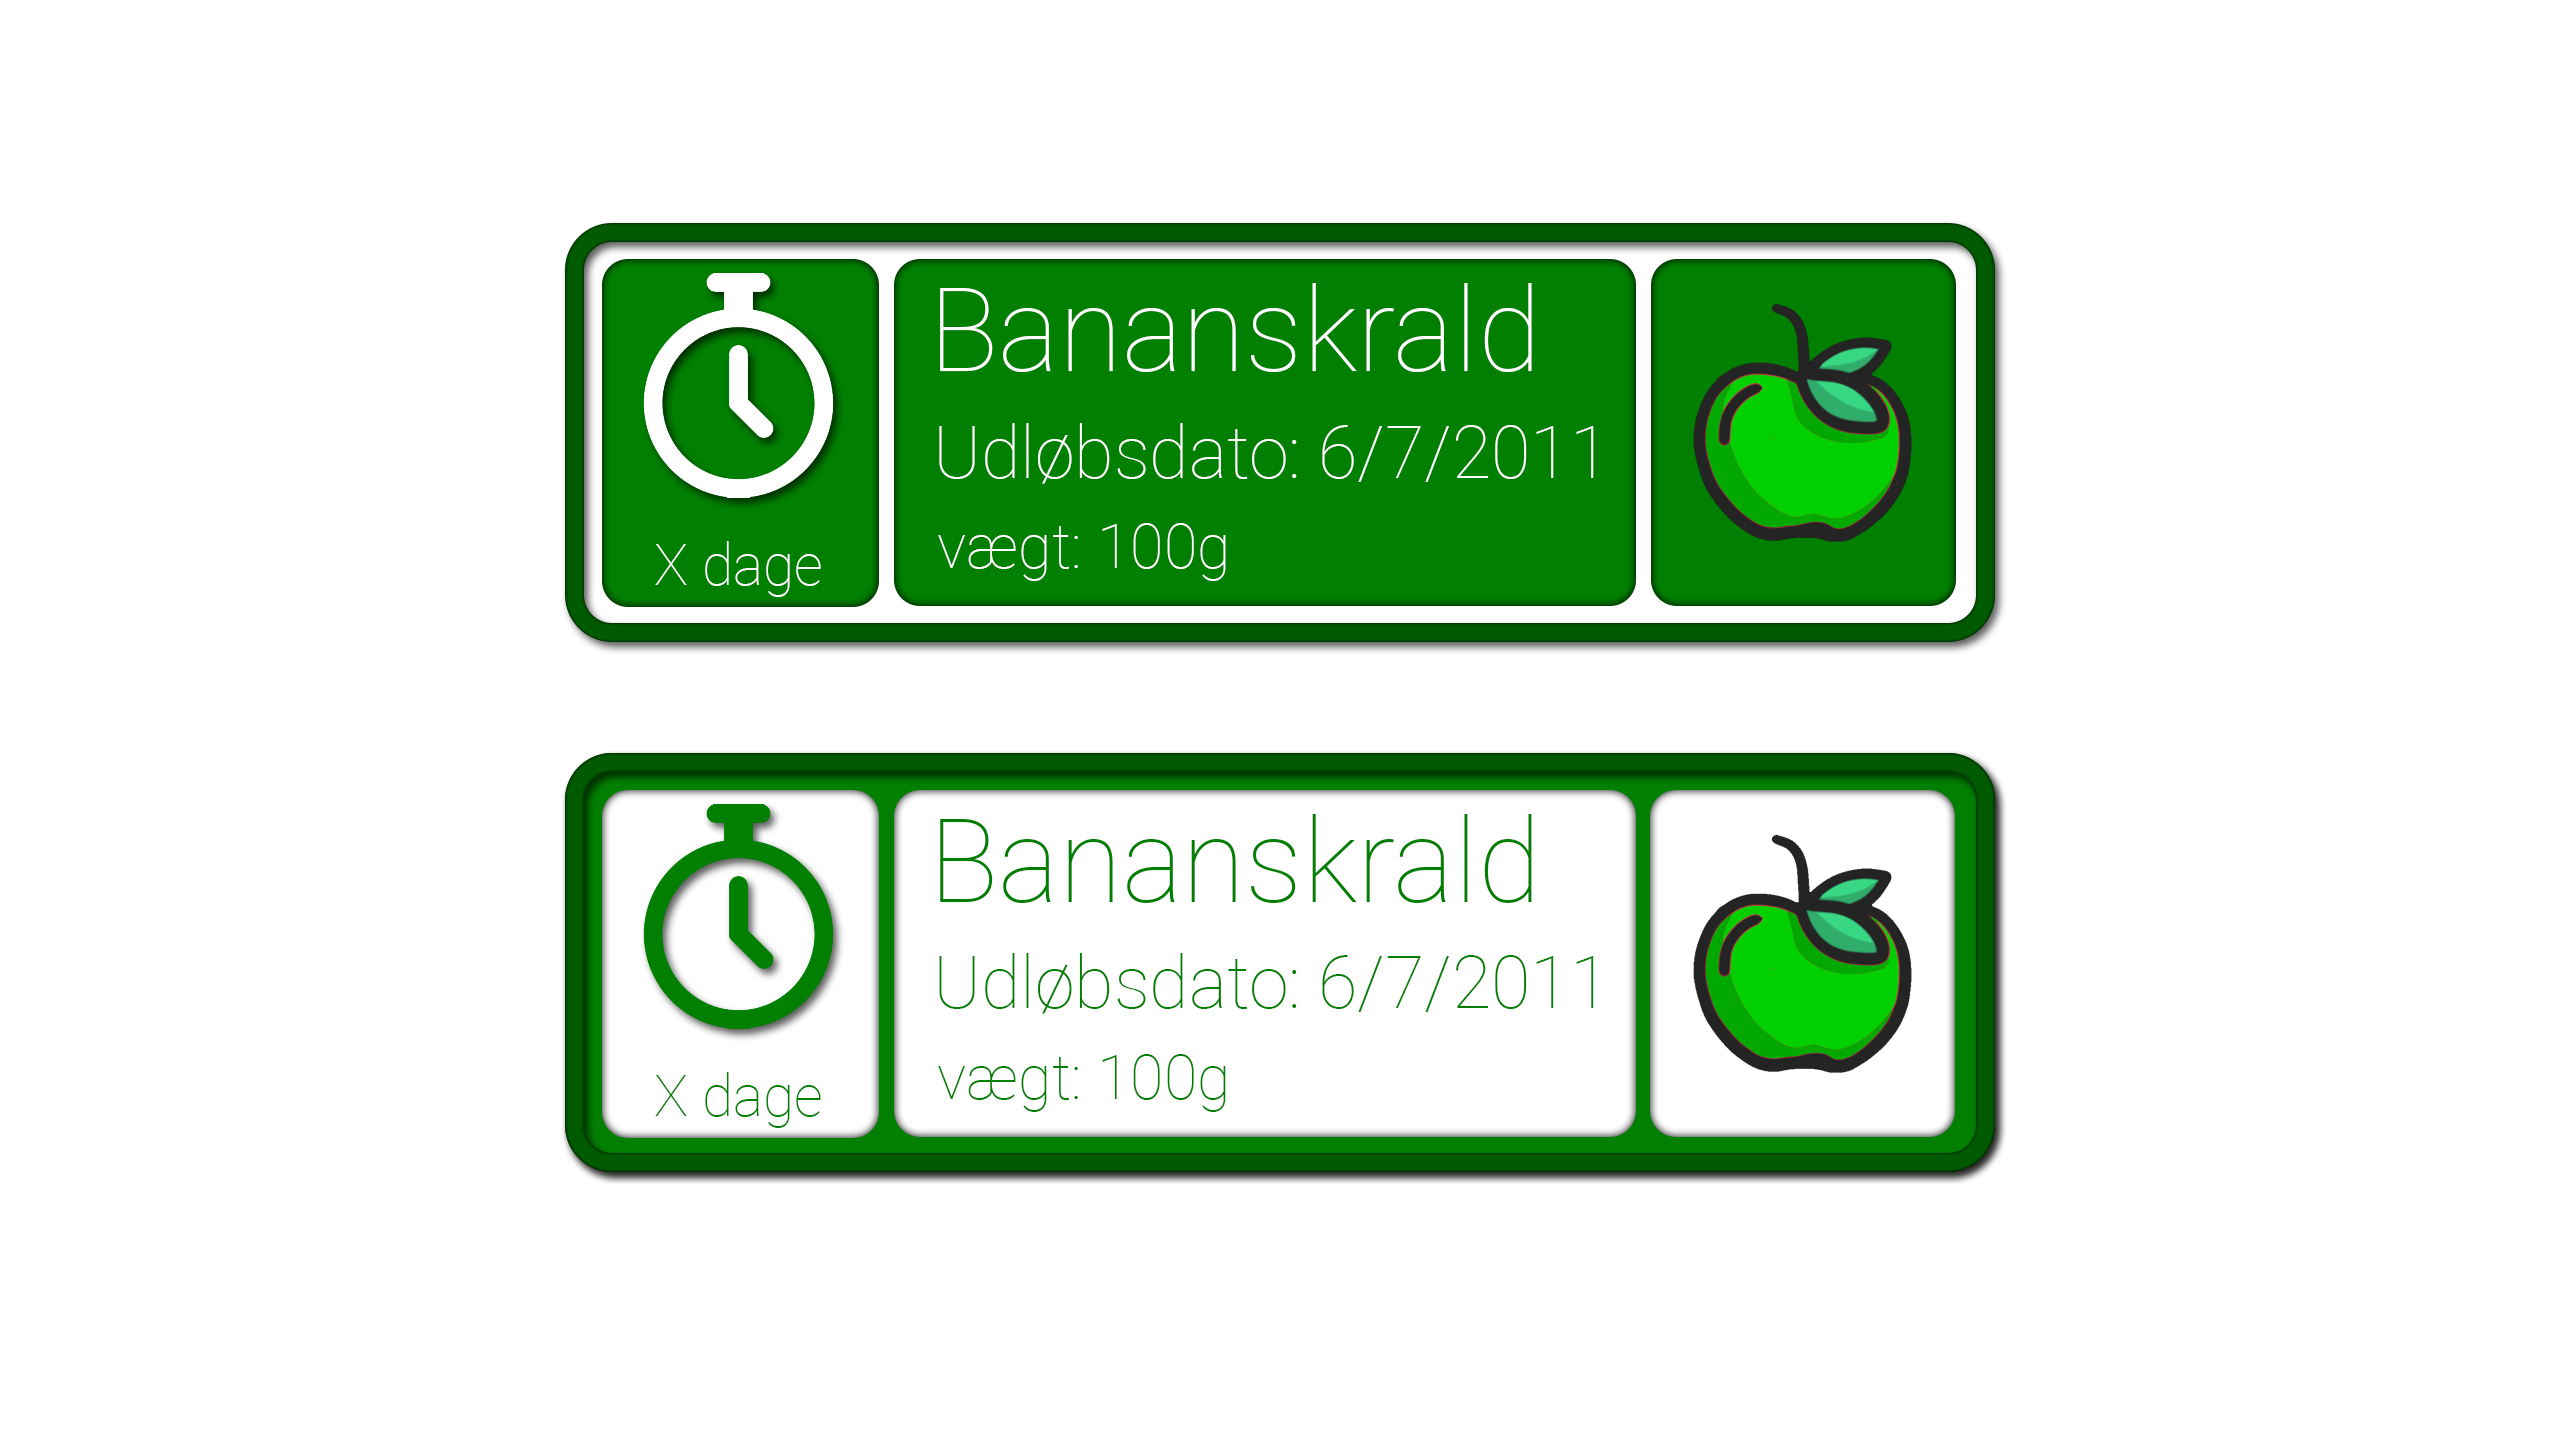 Bananskrald
Udløbsdato: 6/7/2011
vægt: 100g
X dage
Bananskrald
Udløbsdato: 6/7/2011
vægt: 100g
X dage